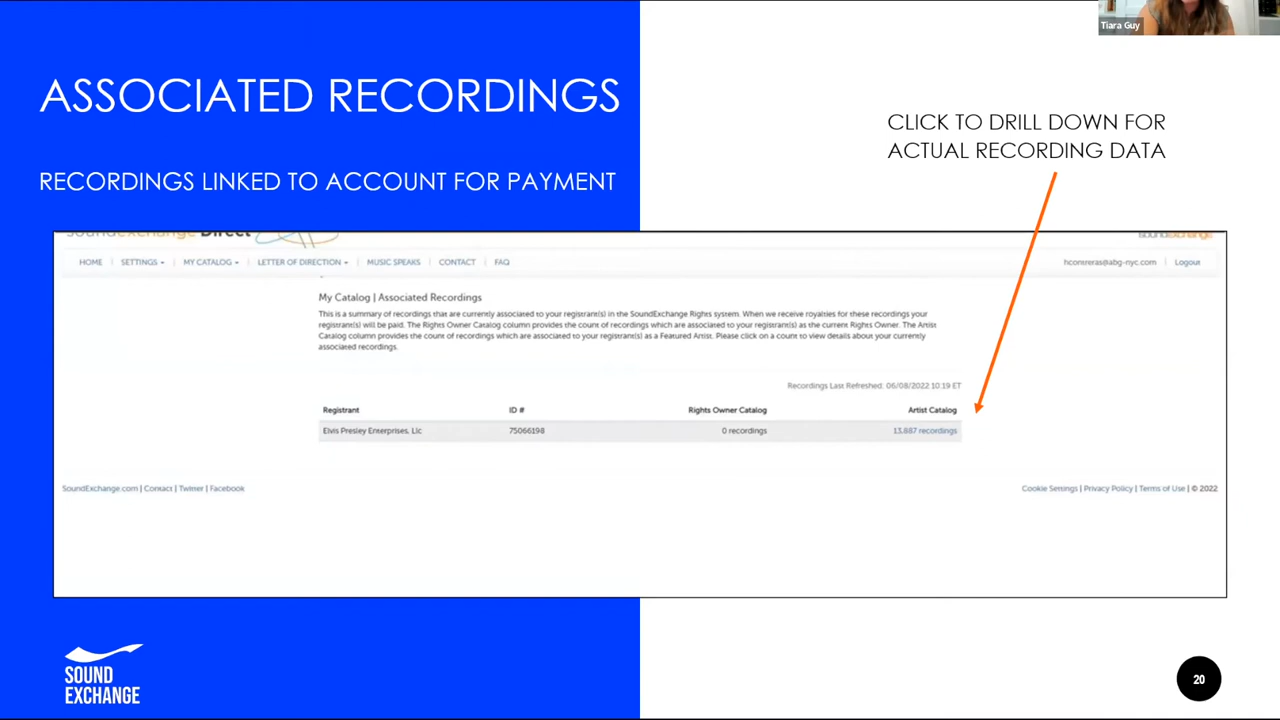 Tiara Guy
ASSOCIATED RECORDINGS
RECORDINGS LINKED TO ACCOUNT FOR PAYMENT
CLICK TO DRILL DOWN FOR
ACTUAL RECORDING DATA
SoundExchange Direct
soundexchange
HOME | SETTINGS | MY CATALOG | LETTER OF DIRECTION | MUSIC SPEAKS | CONTACT | FAQ
hcontreras@abg-nyc.com | Logout
My Catalog | Associated Recordings
This is a summary of recordings that are currently associated to your registrant(s) in the SoundExchange Rights system. When we receive royalties for these recordings your
registrant(s) will be paid. The Rights Owner Catalog column provides the count of recordings which are associated to your registrant(s) as the current Rights Owner. The Artist
Catalog column provides the count of recordings which are associated to your registrant(s) as a Featured Artist. Please click on a count to view details about your currently
associated recordings.
Recordings Last Refreshed: 06/08/2022 10:19 ET
Registrant ID # Rights Owner Catalog Artist Catalog
Elvis Presley Enterprises, Llc 75066198 0 recordings 13,887 recordings
SoundExchange.com | Contact | Twitter | Facebook
Cookie Settings | Privacy Policy | Terms of Use | © 2022
SOUND
EXCHANGE
20